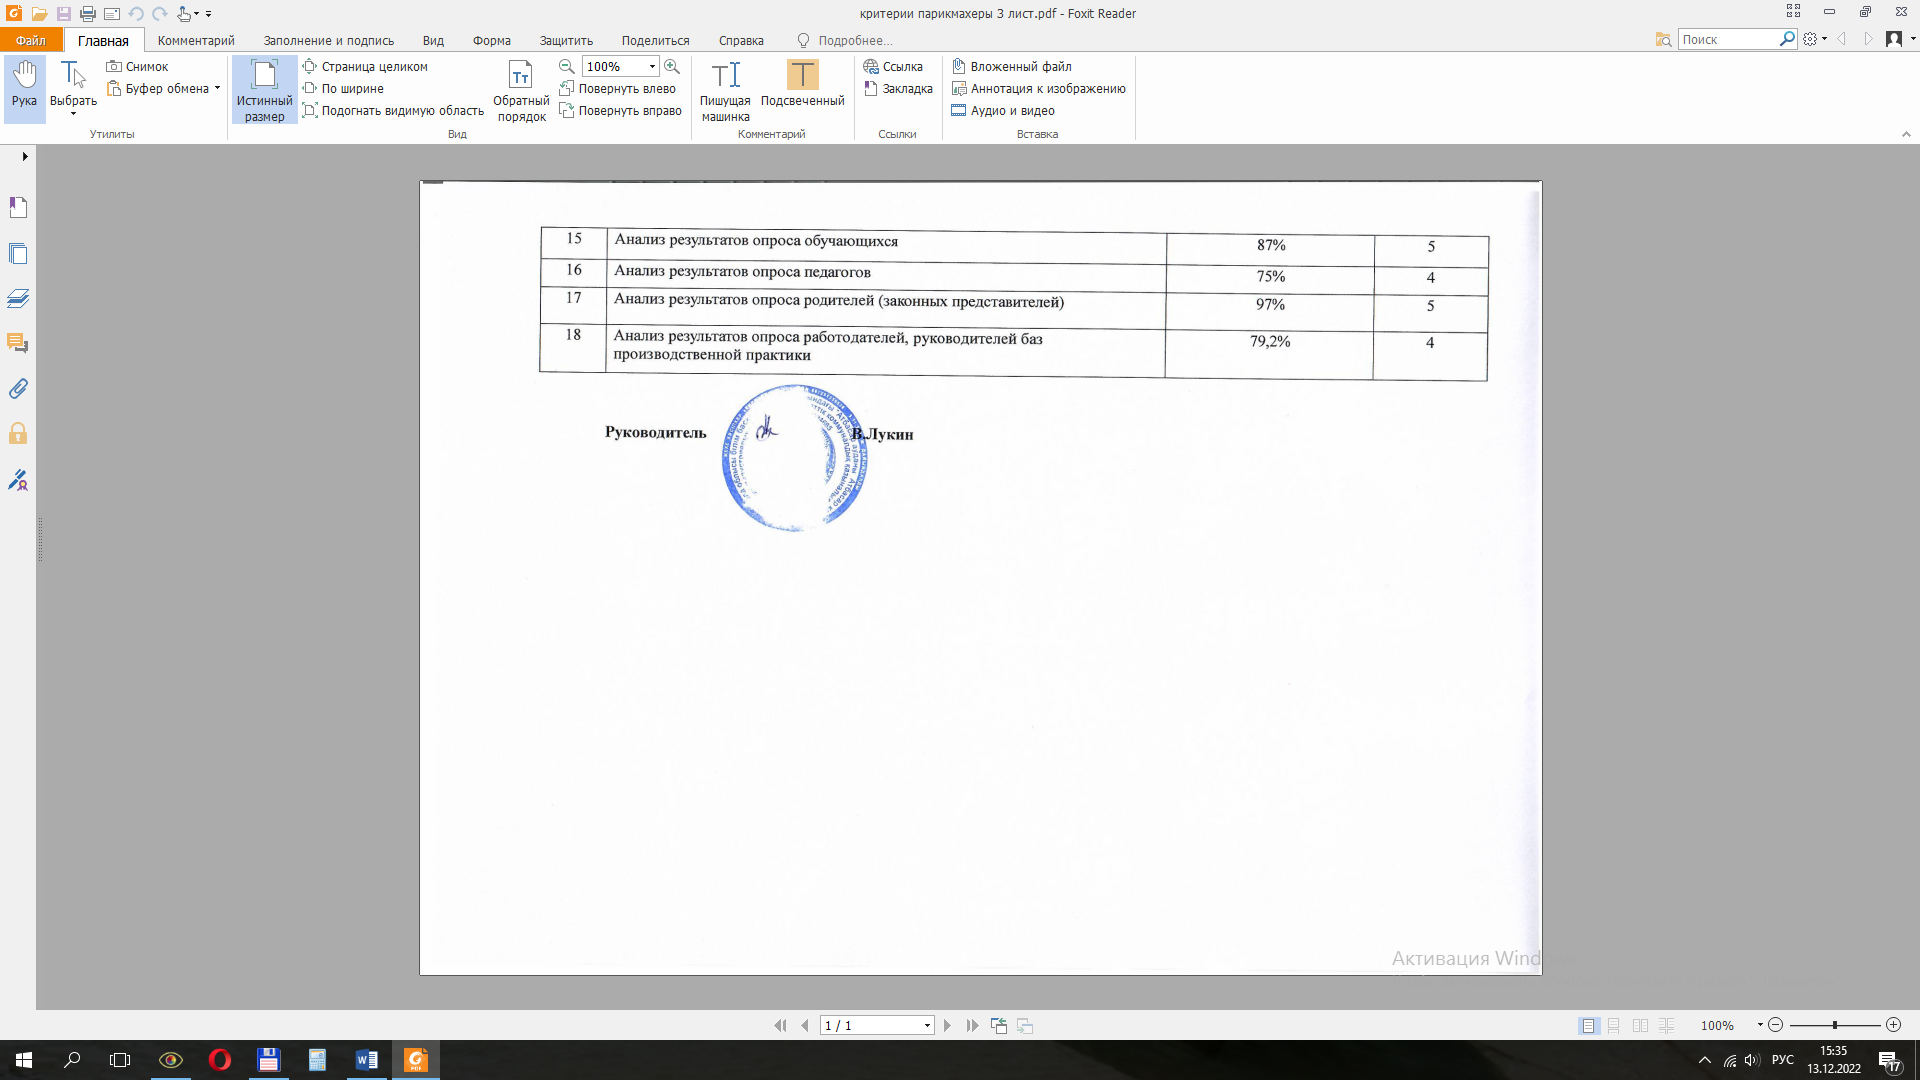 критерии парикмахеры 3 лист.pdf - Foxit Reader
Файл Главная Комментарий Заполнение и подпись Вид Форма Защитить Поделиться Справка Подробнее... Поиск
Рука
Выбрать
Снимок
Буфер обмена
Утилиты
Истинный размер
Страница целиком
По ширине
Подогнать видимую область
Обратный порядок
100%
Повернуть влево
Повернуть вправо
Вид
Пишущая машинка
Подсвеченный
Комментарий
Ссылка
Закладка
Ссылки
Вложенный файл
Аннотация к изображению
Аудио и видео
Вставка
15 Анализ результатов опроса обучающихся 87% 5
16 Анализ результатов опроса педагогов 75% 4
17 Анализ результатов опроса родителей (законных представителей) 97% 5
18 Анализ результатов опроса работодателей, руководителей баз 79,2% 4
производственной практики
Руководитель В.Лукин
Активация Wind
1 / 1 100%
РУС 15:35
13.12.2022 17